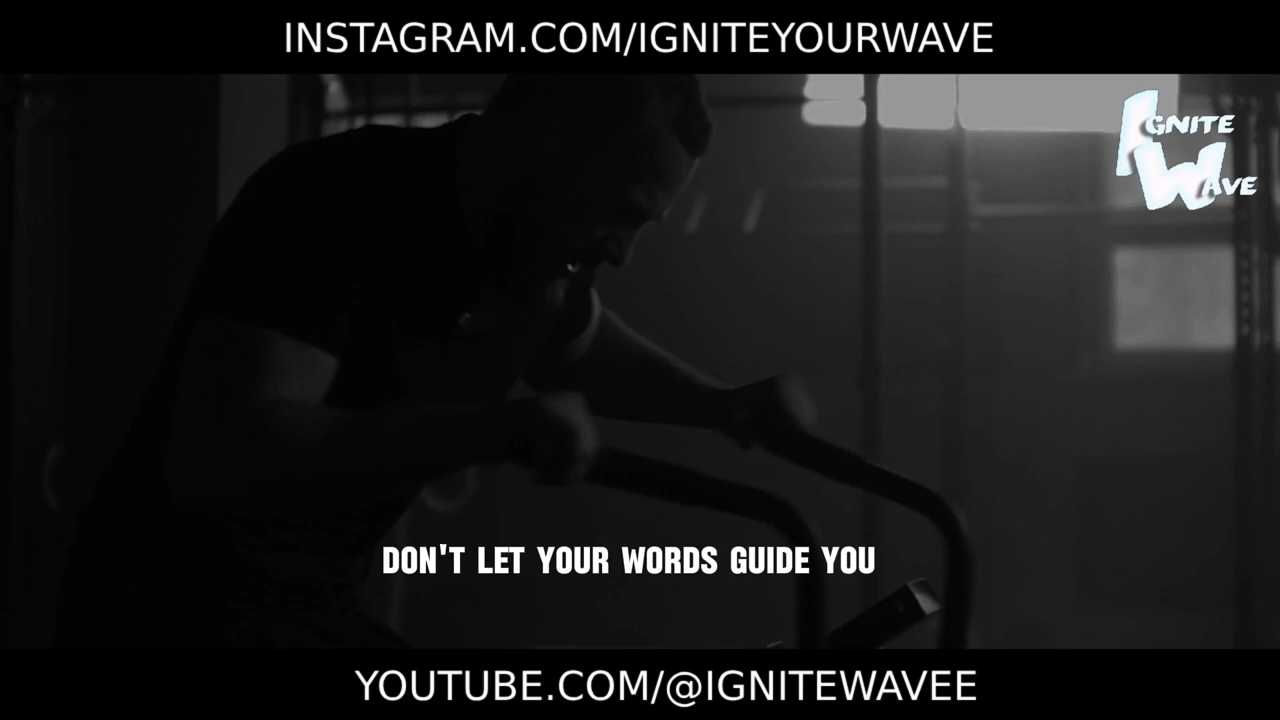 INSTAGRAM.COM/IGNITEYOURWAVE
IGNITE
WAVE
DON'T LET YOUR WORDS GUIDE YOU
YOUTUBE.COM/@IGNITEWAVEE